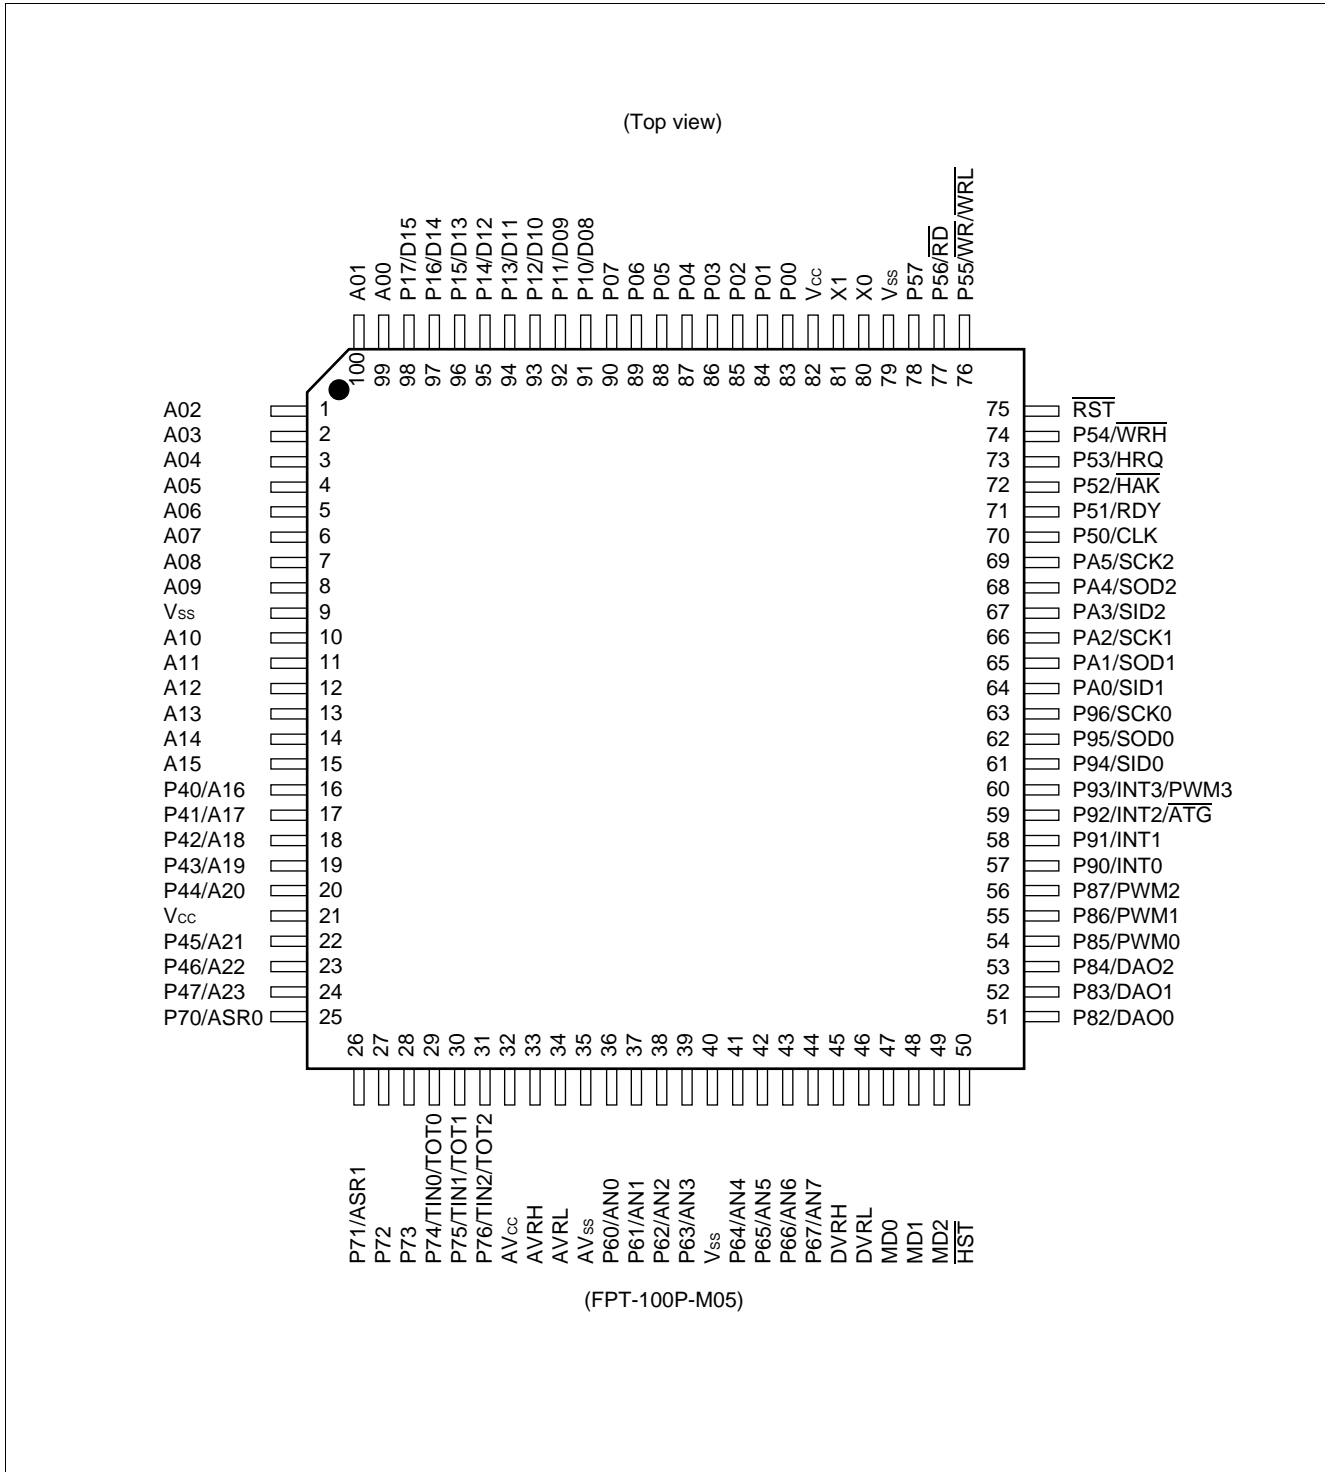 (Top view)
A01
A00
P17/D15
P16/D14
P15/D13
P14/D12
P13/D11
P12/D10
P11/D09
P10/D08
P07
P06
P05
P04
P03
P02
P01
P00
Vcc
X1
X0
Vss
P57
P56/R̅D̅
P55/W̅R̅/W̅R̅L̅
100
99
98
97
96
95
94
93
92
91
90
89
88
87
86
85
84
83
82
81
80
79
78
77
76
A02 1
A03 2
A04 3
A05 4
A06 5
A07 6
A08 7
A09 8
Vss 9
A10 10
A11 11
A12 12
A13 13
A14 14
A15 15
P40/A16 16
P41/A17 17
P42/A18 18
P43/A19 19
P44/A20 20
Vcc 21
P45/A21 22
P46/A22 23
P47/A23 24
P70/ASR0 25
75 R̅S̅T̅
74 P54/W̅R̅H̅
73 P53/HRQ
72 P52/H̅A̅K̅
71 P51/RDY
70 P50/CLK
69 PA5/SCK2
68 PA4/SOD2
67 PA3/SID2
66 PA2/SCK1
65 PA1/SOD1
64 PA0/SID1
63 P96/SCK0
62 P95/SOD0
61 P94/SID0
60 P93/INT3/PWM3
59 P92/INT2/A̅T̅G̅
58 P91/INT1
57 P90/INT0
56 P87/PWM2
55 P86/PWM1
54 P85/PWM0
53 P84/DAO2
52 P83/DAO1
51 P82/DAO0
26
27
28
29
30
31
32
33
34
35
36
37
38
39
40
41
42
43
44
45
46
47
48
49
50
P71/ASR1
P72
P73
P74/TIN0/TOT0
P75/TIN1/TOT1
P76/TIN2/TOT2
AVcc
AVRH
AVRL
AVss
P60/AN0
P61/AN1
P62/AN2
P63/AN3
Vss
P64/AN4
P65/AN5
P66/AN6
P67/AN7
DVRH
DVRL
MD0
MD1
MD2
H̅S̅T̅
(FPT-100P-M05)